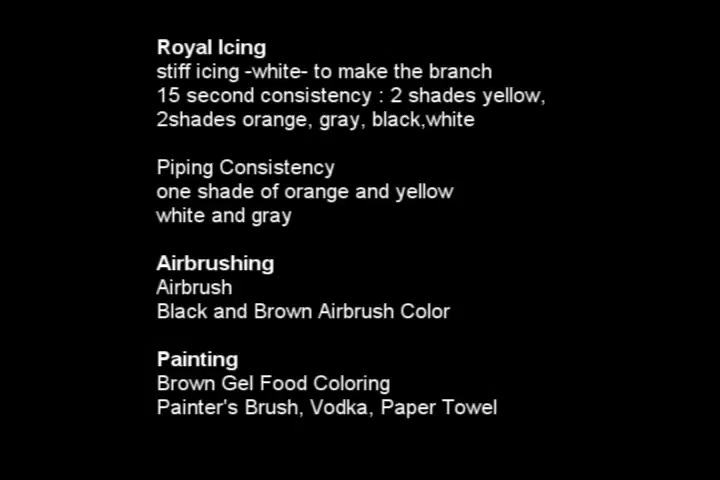 Royal Icing
stiff icing -white- to make the branch
15 second consistency : 2 shades yellow,
2shades orange, gray, black,white
Piping Consistency
one shade of orange and yellow
white and gray
Airbrushing
Airbrush
Black and Brown Airbrush Color
Painting
Brown Gel Food Coloring
Painter's Brush, Vodka, Paper Towel